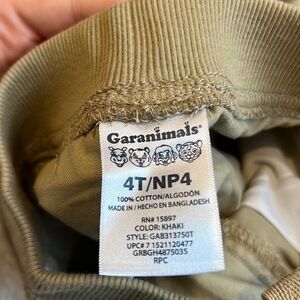 Garanimals®
4T/NP4
100% COTTON/ALGODÓN
MADE IN / HECHO EN BANGLADESH
RN# 15897
COLOR: KHAKI
STYLE: GAB313750T
UPC# 7 1521120477
GRBGH4875035
RPC